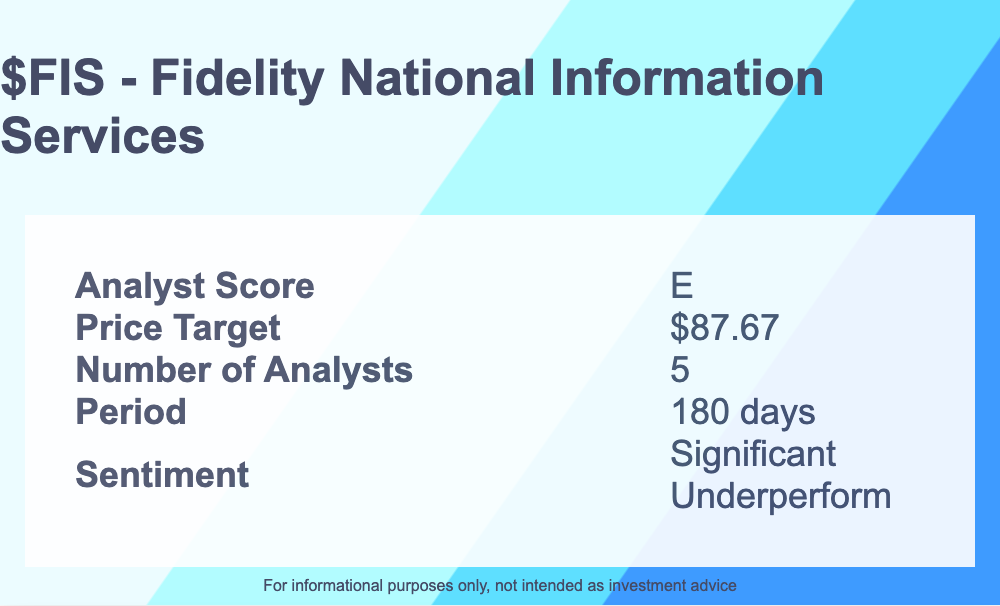 $FIS - Fidelity National Information
Services
Analyst Score E
Price Target $87.67
Number of Analysts 5
Period 180 days
Sentiment Significant
Underperform
For informational purposes only, not intended as investment advice